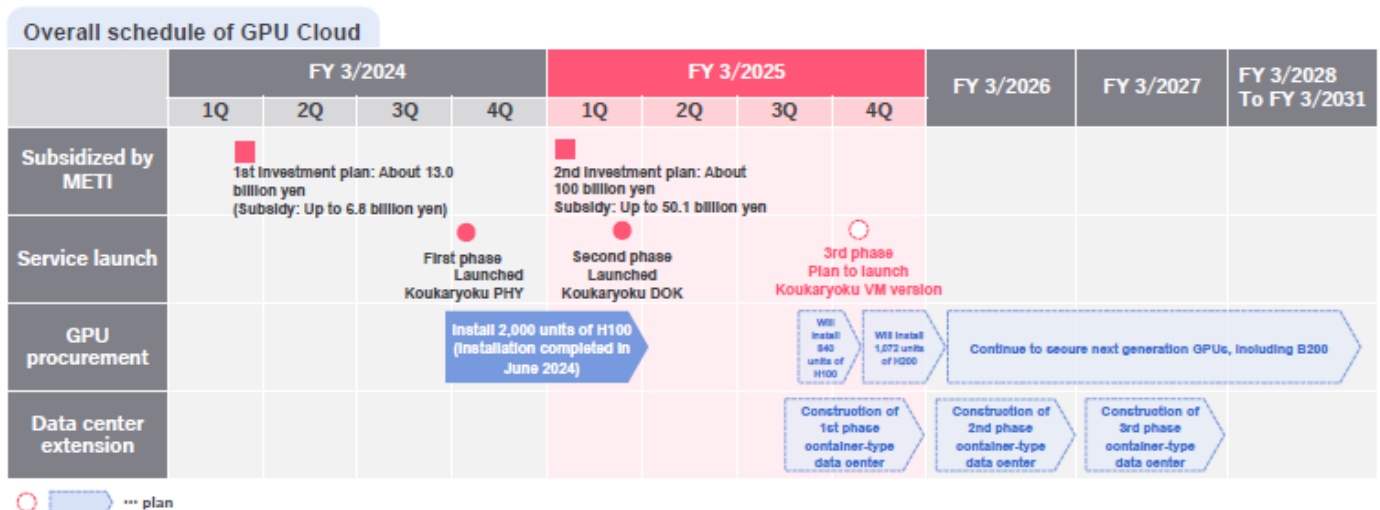 Overall schedule of GPU Cloud
FY 3/2024
FY 3/2025
FY 3/2026
FY 3/2027
FY 3/2028
To FY 3/2031
1Q
2Q
3Q
4Q
1Q
2Q
3Q
4Q
Subsidized by
METI
1st Investment plan: About 13.0
billion yen
(Subsidy: Up to 6.8 billion yen)
2nd Investment plan: About
100 billion yen
Subsidy: Up to 50.1 billion yen
Service launch
First phase
Launched
Koukaryoku PHY
Second phase
Launched
Koukaryoku DOK
3rd phase
Plan to launch
Koukaryoku VM version
GPU
procurement
Install 2,000 units of H100
(Installation completed in
June 2024)
Will
install
840
units of
H100
Will install
1,072 units
of H200
Continue to secure next generation GPUs, including B200
Data center
extension
Construction of
1st phase
container-type
data center
Construction of
2nd phase
container-type
data center
Construction of
3rd phase
container-type
data center
··· plan